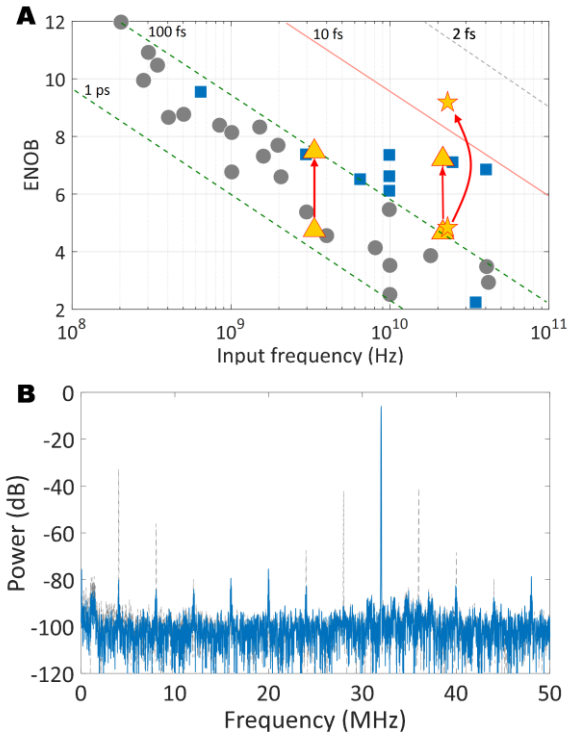 A
12
10
8
6
4
2
ENOB
100 fs
10 fs
2 fs
1 ps
10^8
10^9
10^10
10^11
Input frequency (Hz)
B
0
-20
-40
-60
-80
-100
-120
Power (dB)
0
10
20
30
40
50
Frequency (MHz)